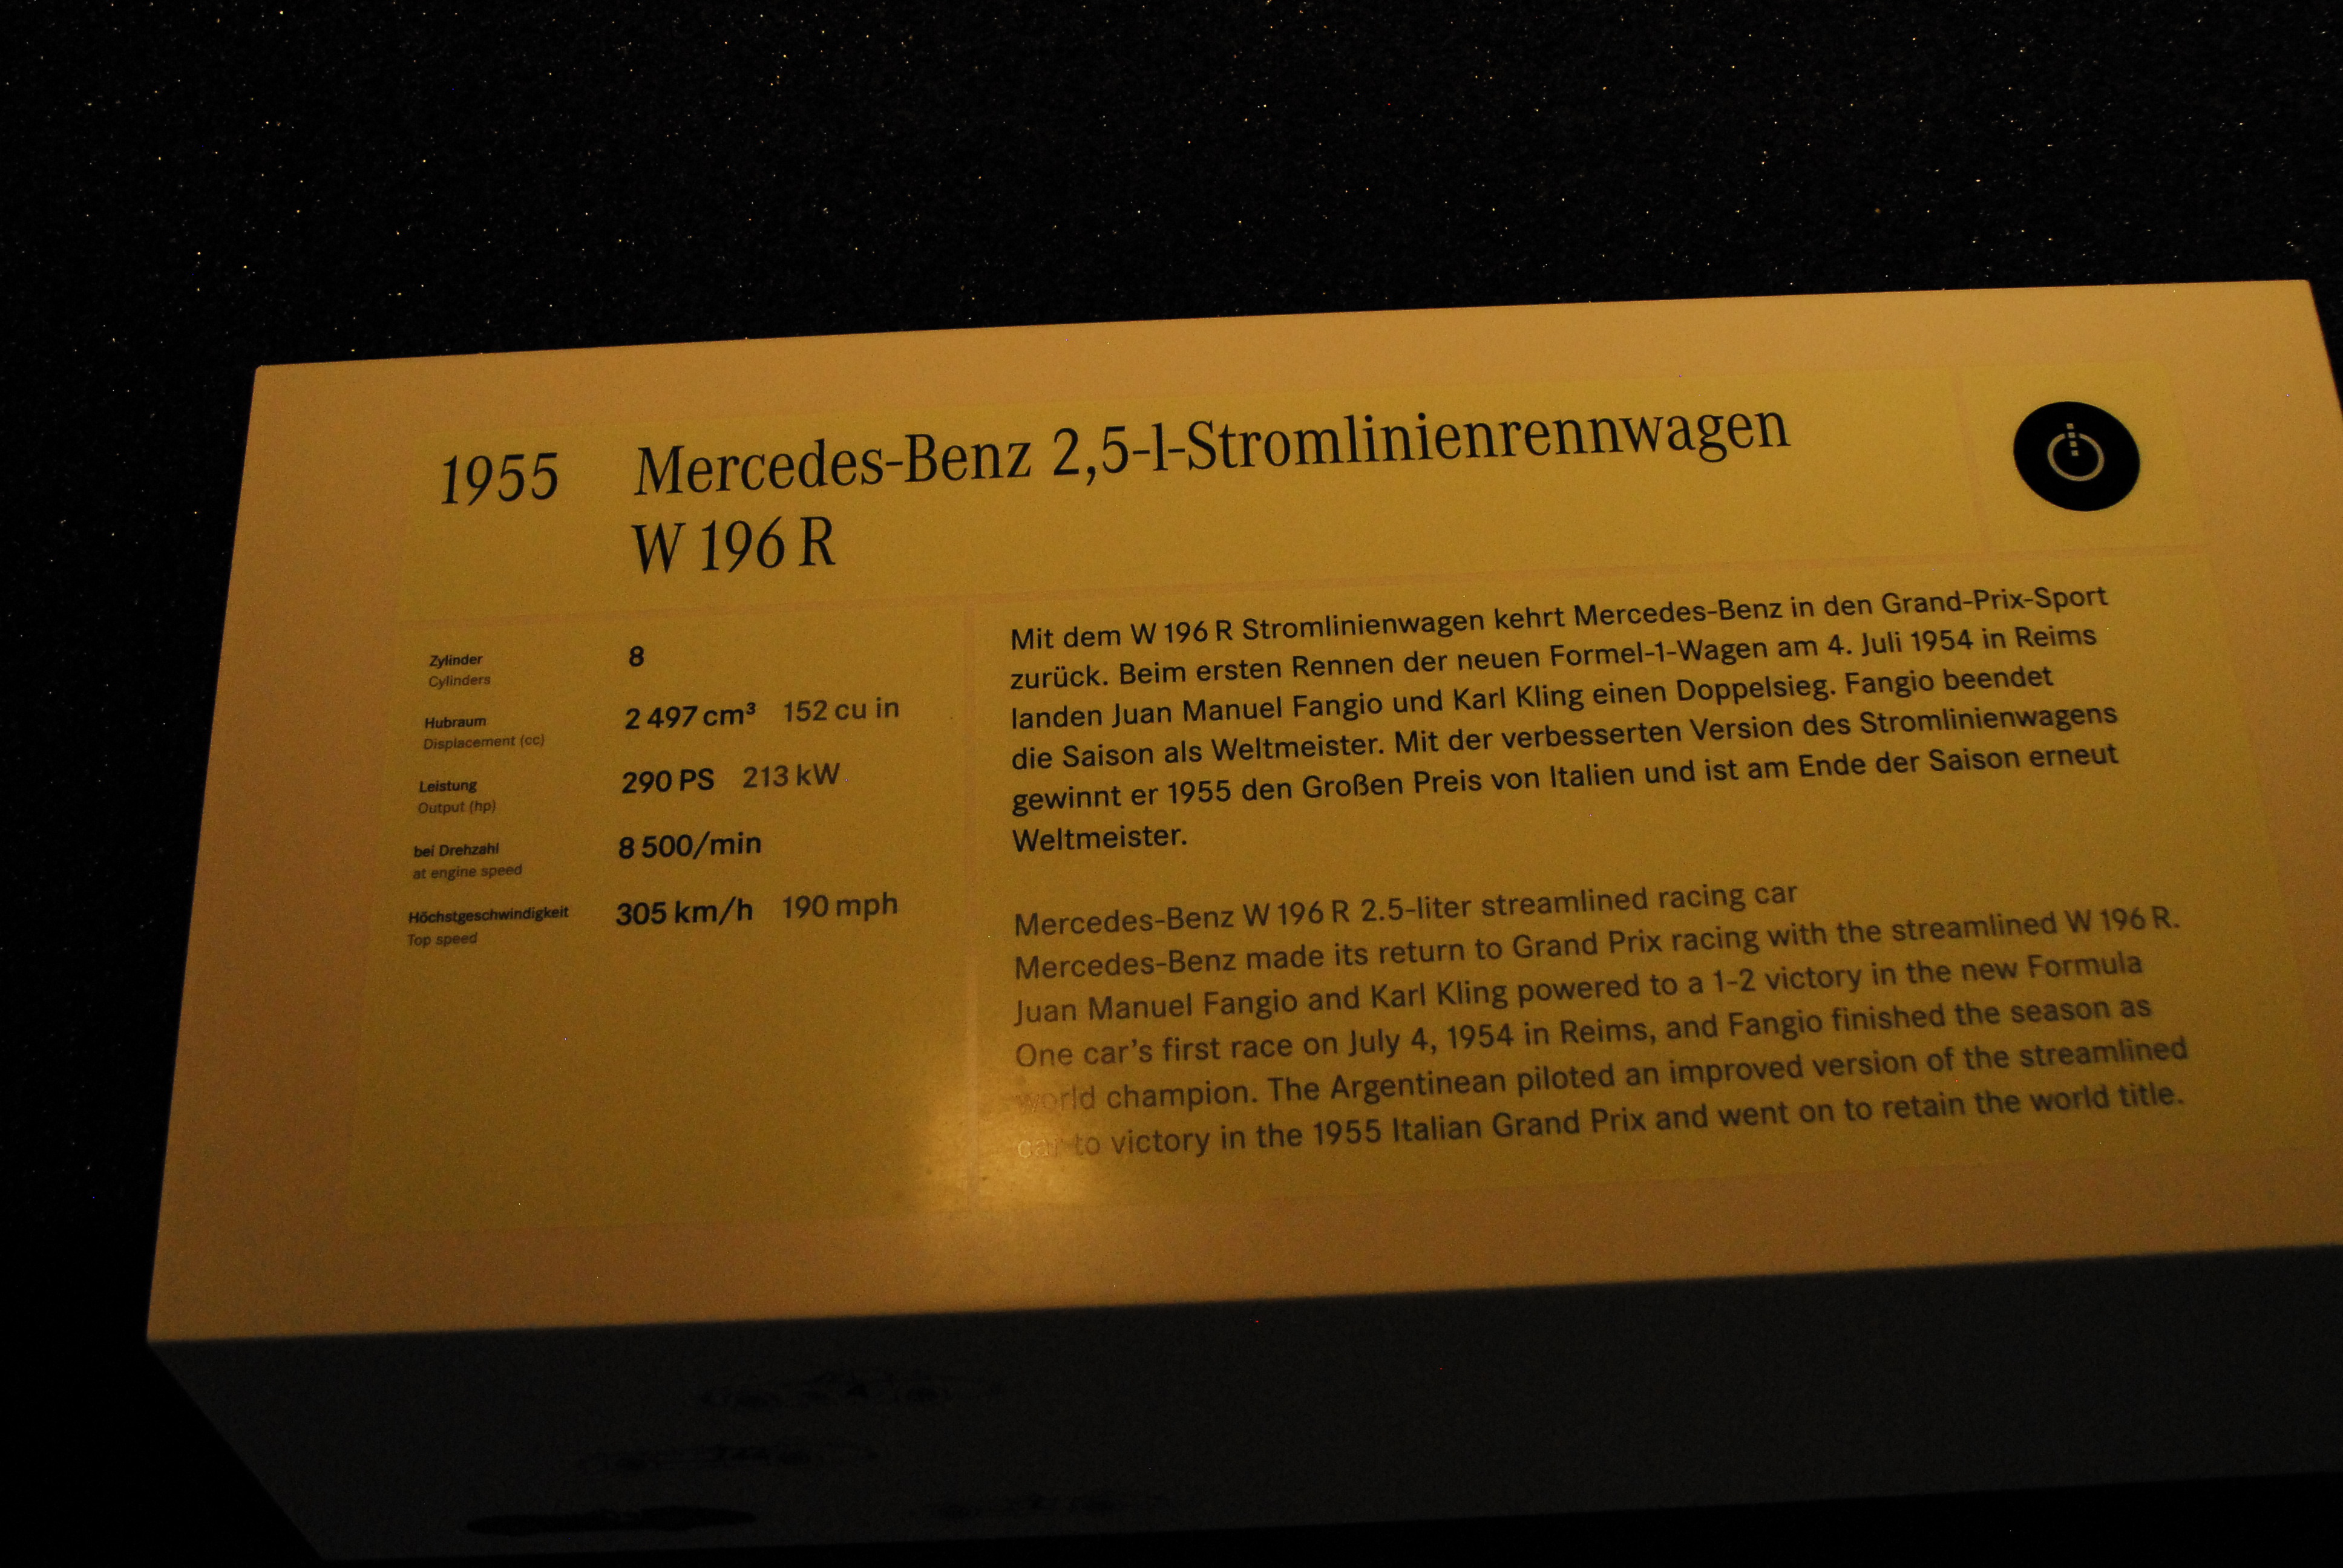 1955 Mercedes-Benz 2,5-l-Stromlinienrennwagen
W 196 R
Zylinder 8
Cylinders
Hubraum 2 497 cm³ 152 cu in
Displacement (cc)
Leistung 290 PS 213 kW
Output (hp)
bei Drehzahl 8 500/min
at engine speed
Höchstgeschwindigkeit 305 km/h 190 mph
Top speed
Mit dem W 196 R Stromlinienwagen kehrt Mercedes-Benz in den Grand-Prix-Sport
zurück. Beim ersten Rennen der neuen Formel-1-Wagen am 4. Juli 1954 in Reims
landen Juan Manuel Fangio und Karl Kling einen Doppelsieg. Fangio beendet
die Saison als Weltmeister. Mit der verbesserten Version des Stromlinienwagens
gewinnt er 1955 den Großen Preis von Italien und ist am Ende der Saison erneut
Weltmeister.
Mercedes-Benz W 196 R 2.5-liter streamlined racing car
Mercedes-Benz made its return to Grand Prix racing with the streamlined W 196 R.
Juan Manuel Fangio and Karl Kling powered to a 1-2 victory in the new Formula
One car's first race on July 4, 1954 in Reims, and Fangio finished the season as
world champion. The Argentinean piloted an improved version of the streamlined
car to victory in the 1955 Italian Grand Prix and went on to retain the world title.